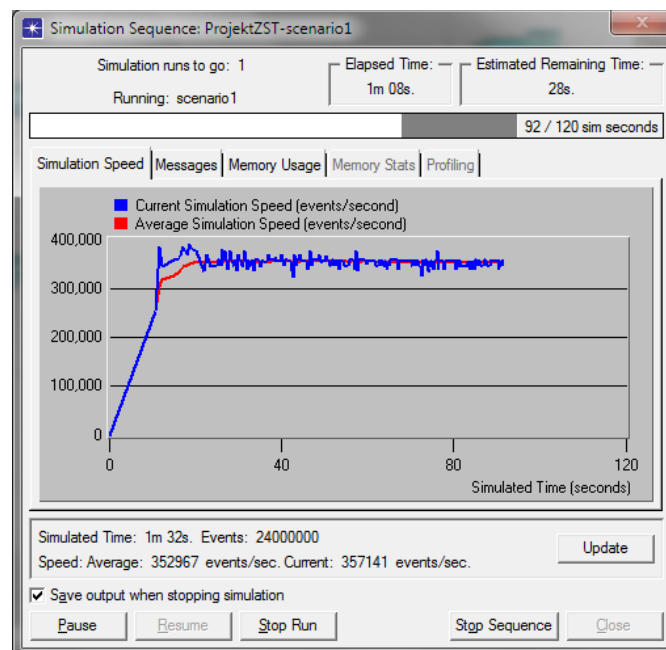 Simulation Sequence: ProjektZST-scenario1
Simulation runs to go: 1
Running: scenario1
Elapsed Time:
1m 08s.
Estimated Remaining Time:
28s.
92 / 120 sim seconds
Simulation Speed Messages Memory Usage Memory Stats Profiling
Current Simulation Speed (events/second)
Average Simulation Speed (events/second)
400,000
300,000
200,000
100,000
0
0 40 80 120
Simulated Time (seconds)
Simulated Time: 1m 32s. Events: 24000000
Speed: Average: 352967 events/sec. Current: 357141 events/sec.
Update
Save output when stopping simulation
Pause Resume Stop Run Stop Sequence Close